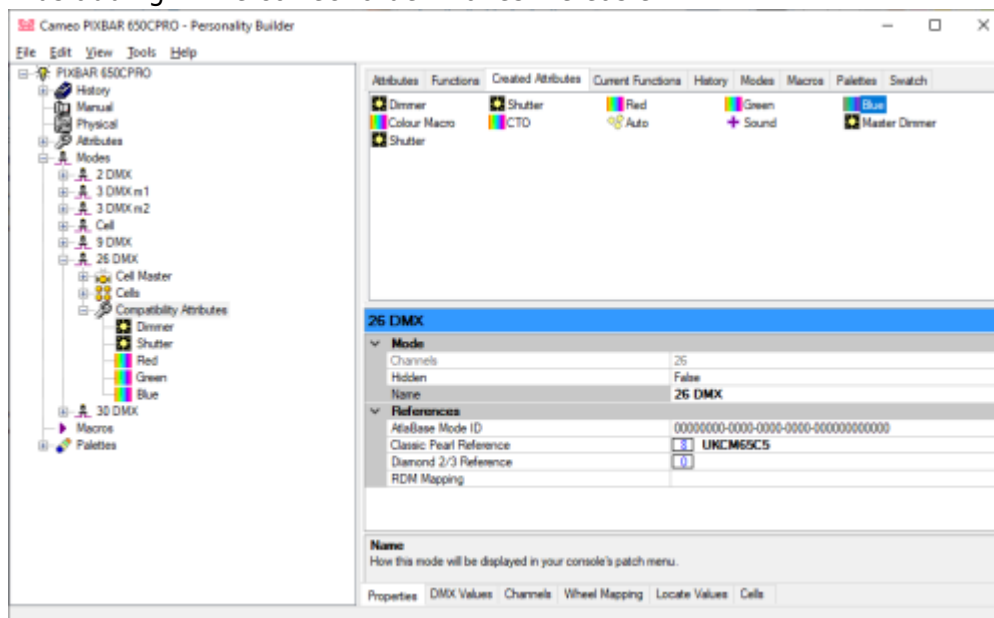 Cameo PIXBAR 650CPRO - Personality Builder
File Edit View Tools Help
PIXBAR 650CPRO
History
Manual
Physical
Attributes
Modes
2 DMX
3 DMX m1
3 DMX m2
Cell
9 DMX
26 DMX
Cell Master
Cells
Compatibility Attributes
Dimmer
Shutter
Red
Green
Blue
30 DMX
Macros
Palettes
Attributes Functions Created Attributes Current Functions History Modes Macros Palettes Swatch
Dimmer Shutter Red Green Blue
Colour Macro CTO Auto Sound Master Dimmer
Shutter
26 DMX
Mode
Channels 26
Hidden False
Name 26 DMX
References
AtlaBase Mode ID 00000000-0000-0000-0000-000000000000
Classic Pearl Reference 8 UKCM65C5
Diamond 2/3 Reference 0
RDM Mapping
Name
How this mode will be displayed in your console's patch menu.
Properties DMX Values Channels Wheel Mapping Locate Values Cells